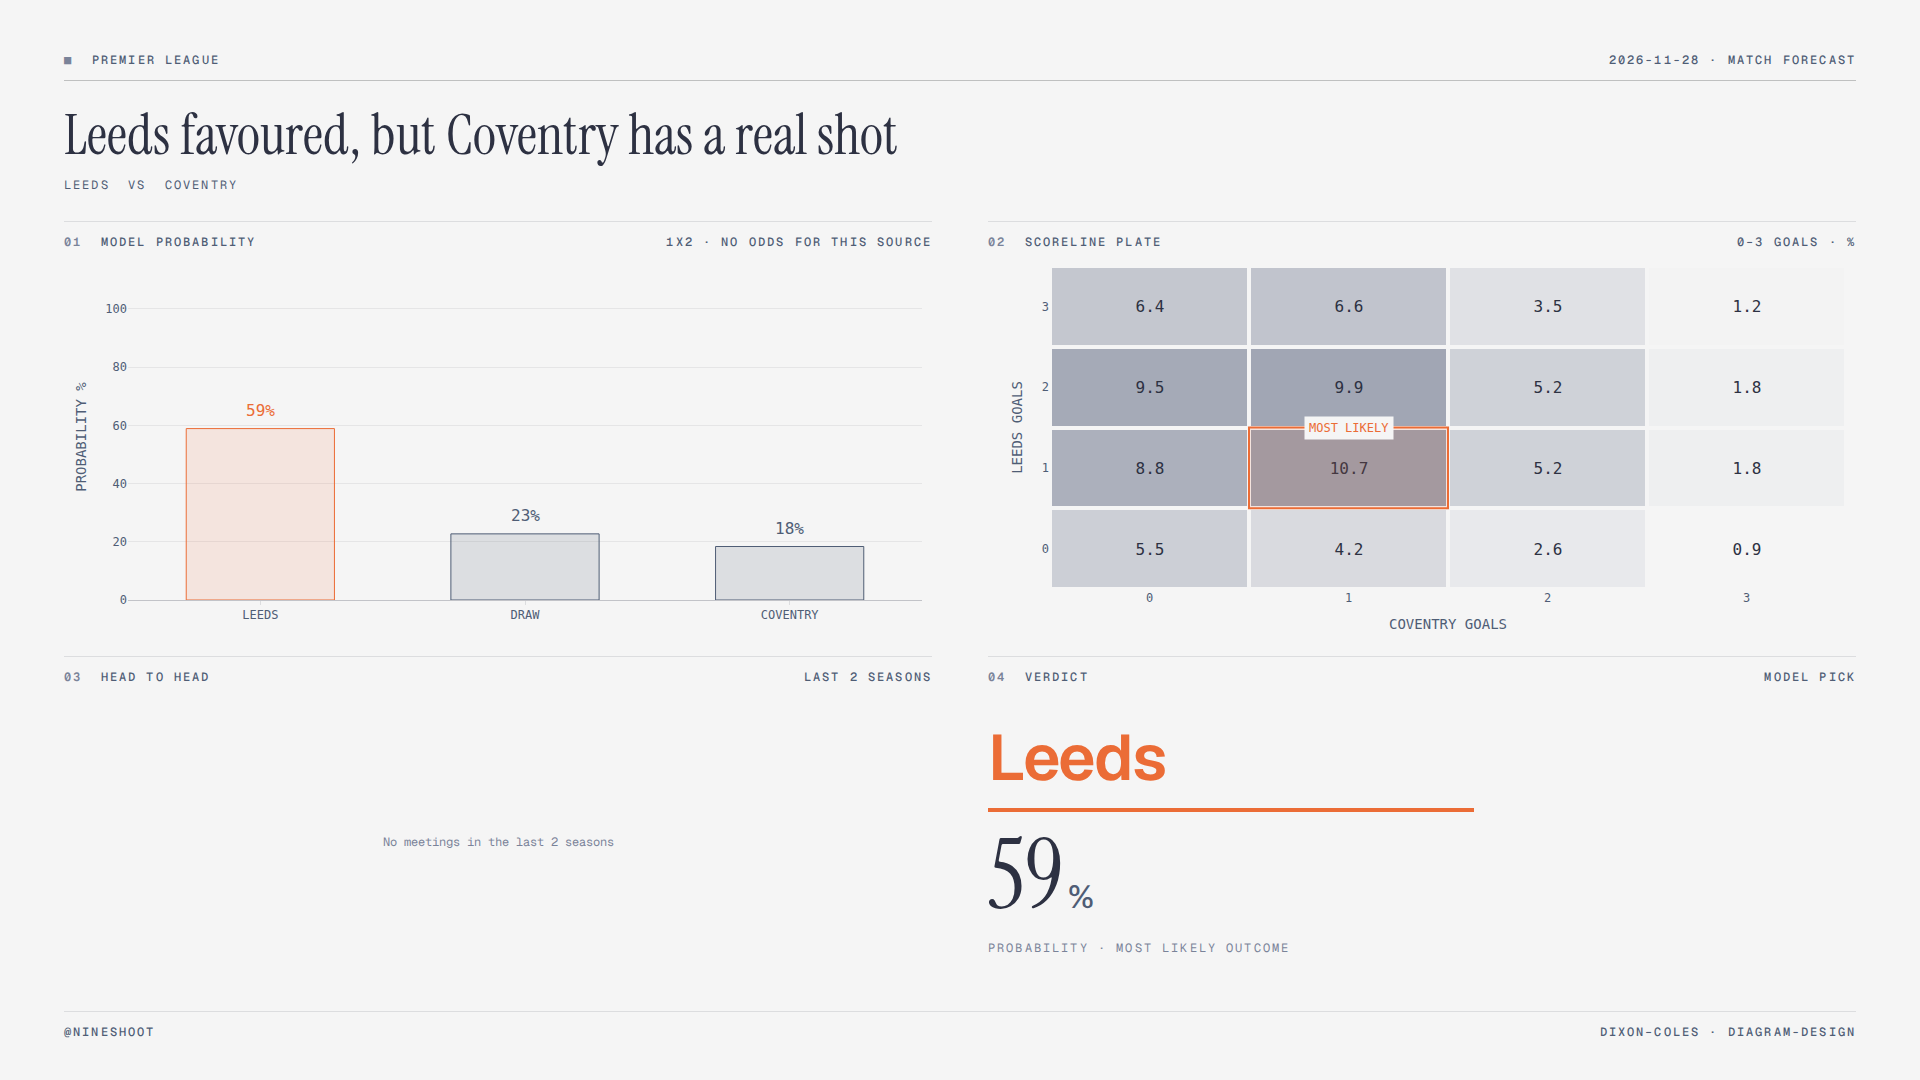 ■ PREMIER LEAGUE
2026-11-28 · MATCH FORECAST
Leeds favoured, but Coventry has a real shot
LEEDS VS COVENTRY
01 MODEL PROBABILITY
1X2 · NO ODDS FOR THIS SOURCE
PROBABILITY %
100
80
60
40
20
0
59%
23%
18%
LEEDS
DRAW
COVENTRY
02 SCORELINE PLATE
0–3 GOALS · %
LEEDS GOALS
3 6.4 6.6 3.5 1.2
2 9.5 9.9 5.2 1.8
MOST LIKELY
1 8.8 10.7 5.2 1.8
0 5.5 4.2 2.6 0.9
0 1 2 3
COVENTRY GOALS
03 HEAD TO HEAD
LAST 2 SEASONS
No meetings in the last 2 seasons
04 VERDICT
MODEL PICK
Leeds
59 %
PROBABILITY · MOST LIKELY OUTCOME
@NINESHOOT
DIXON-COLES · DIAGRAM-DESIGN